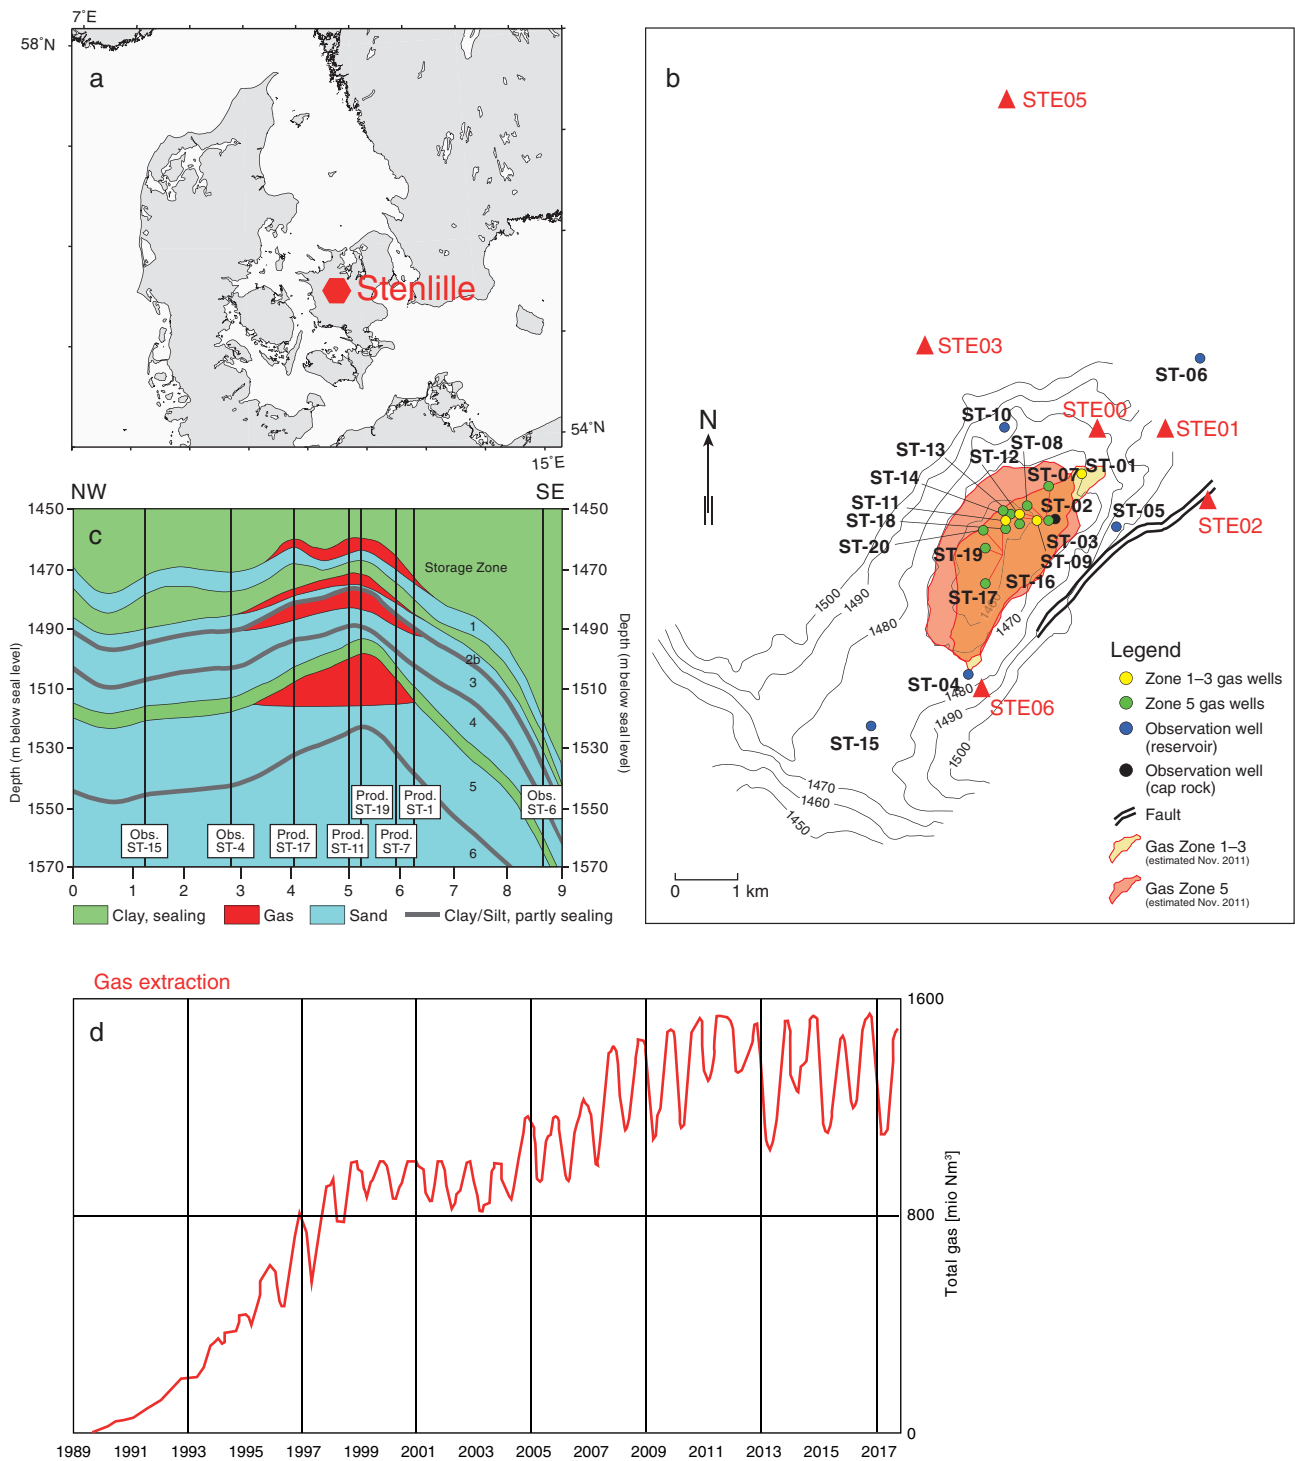 7°E
58°N
a
Stenlille
54°N
15°E
b
STE05
STE03
ST-06
STE00
STE01
ST-10
ST-08
ST-13
ST-12
ST-01
ST-14
ST-07
ST-11
ST-02
ST-05
STE02
ST-18
ST-20
ST-03
ST-19
ST-09
ST-16
ST-17
N
1500
1490
1480
1460
1470
ST-04
1480
STE06
1490
1500
ST-15
1470
1460
1450
0
1 km
Legend
Zone 1–3 gas wells
Zone 5 gas wells
Observation well
(reservoir)
Observation well
(cap rock)
Fault
Gas Zone 1–3
(estimated Nov. 2011)
Gas Zone 5
(estimated Nov. 2011)
NW
SE
c
1450
1470
1490
1510
1530
1550
1570
Depth (m below seal level)
1450
1470
1490
1510
1530
1550
1570
Depth (m below seal level)
Storage Zone
1
2b
3
4
5
6
Obs.
ST-15
Obs.
ST-4
Prod.
ST-17
Prod.
ST-11
Prod.
ST-19
Prod.
ST-7
Prod.
ST-1
Obs.
ST-6
0 1 2 3 4 5 6 7 8 9
Clay, sealing
Gas
Sand
Clay/Silt, partly sealing
Gas extraction
d
1600
800
0
Total gas [mio Nm³]
1989 1991 1993 1995 1997 1999 2001 2003 2005 2007 2009 2011 2013 2015 2017